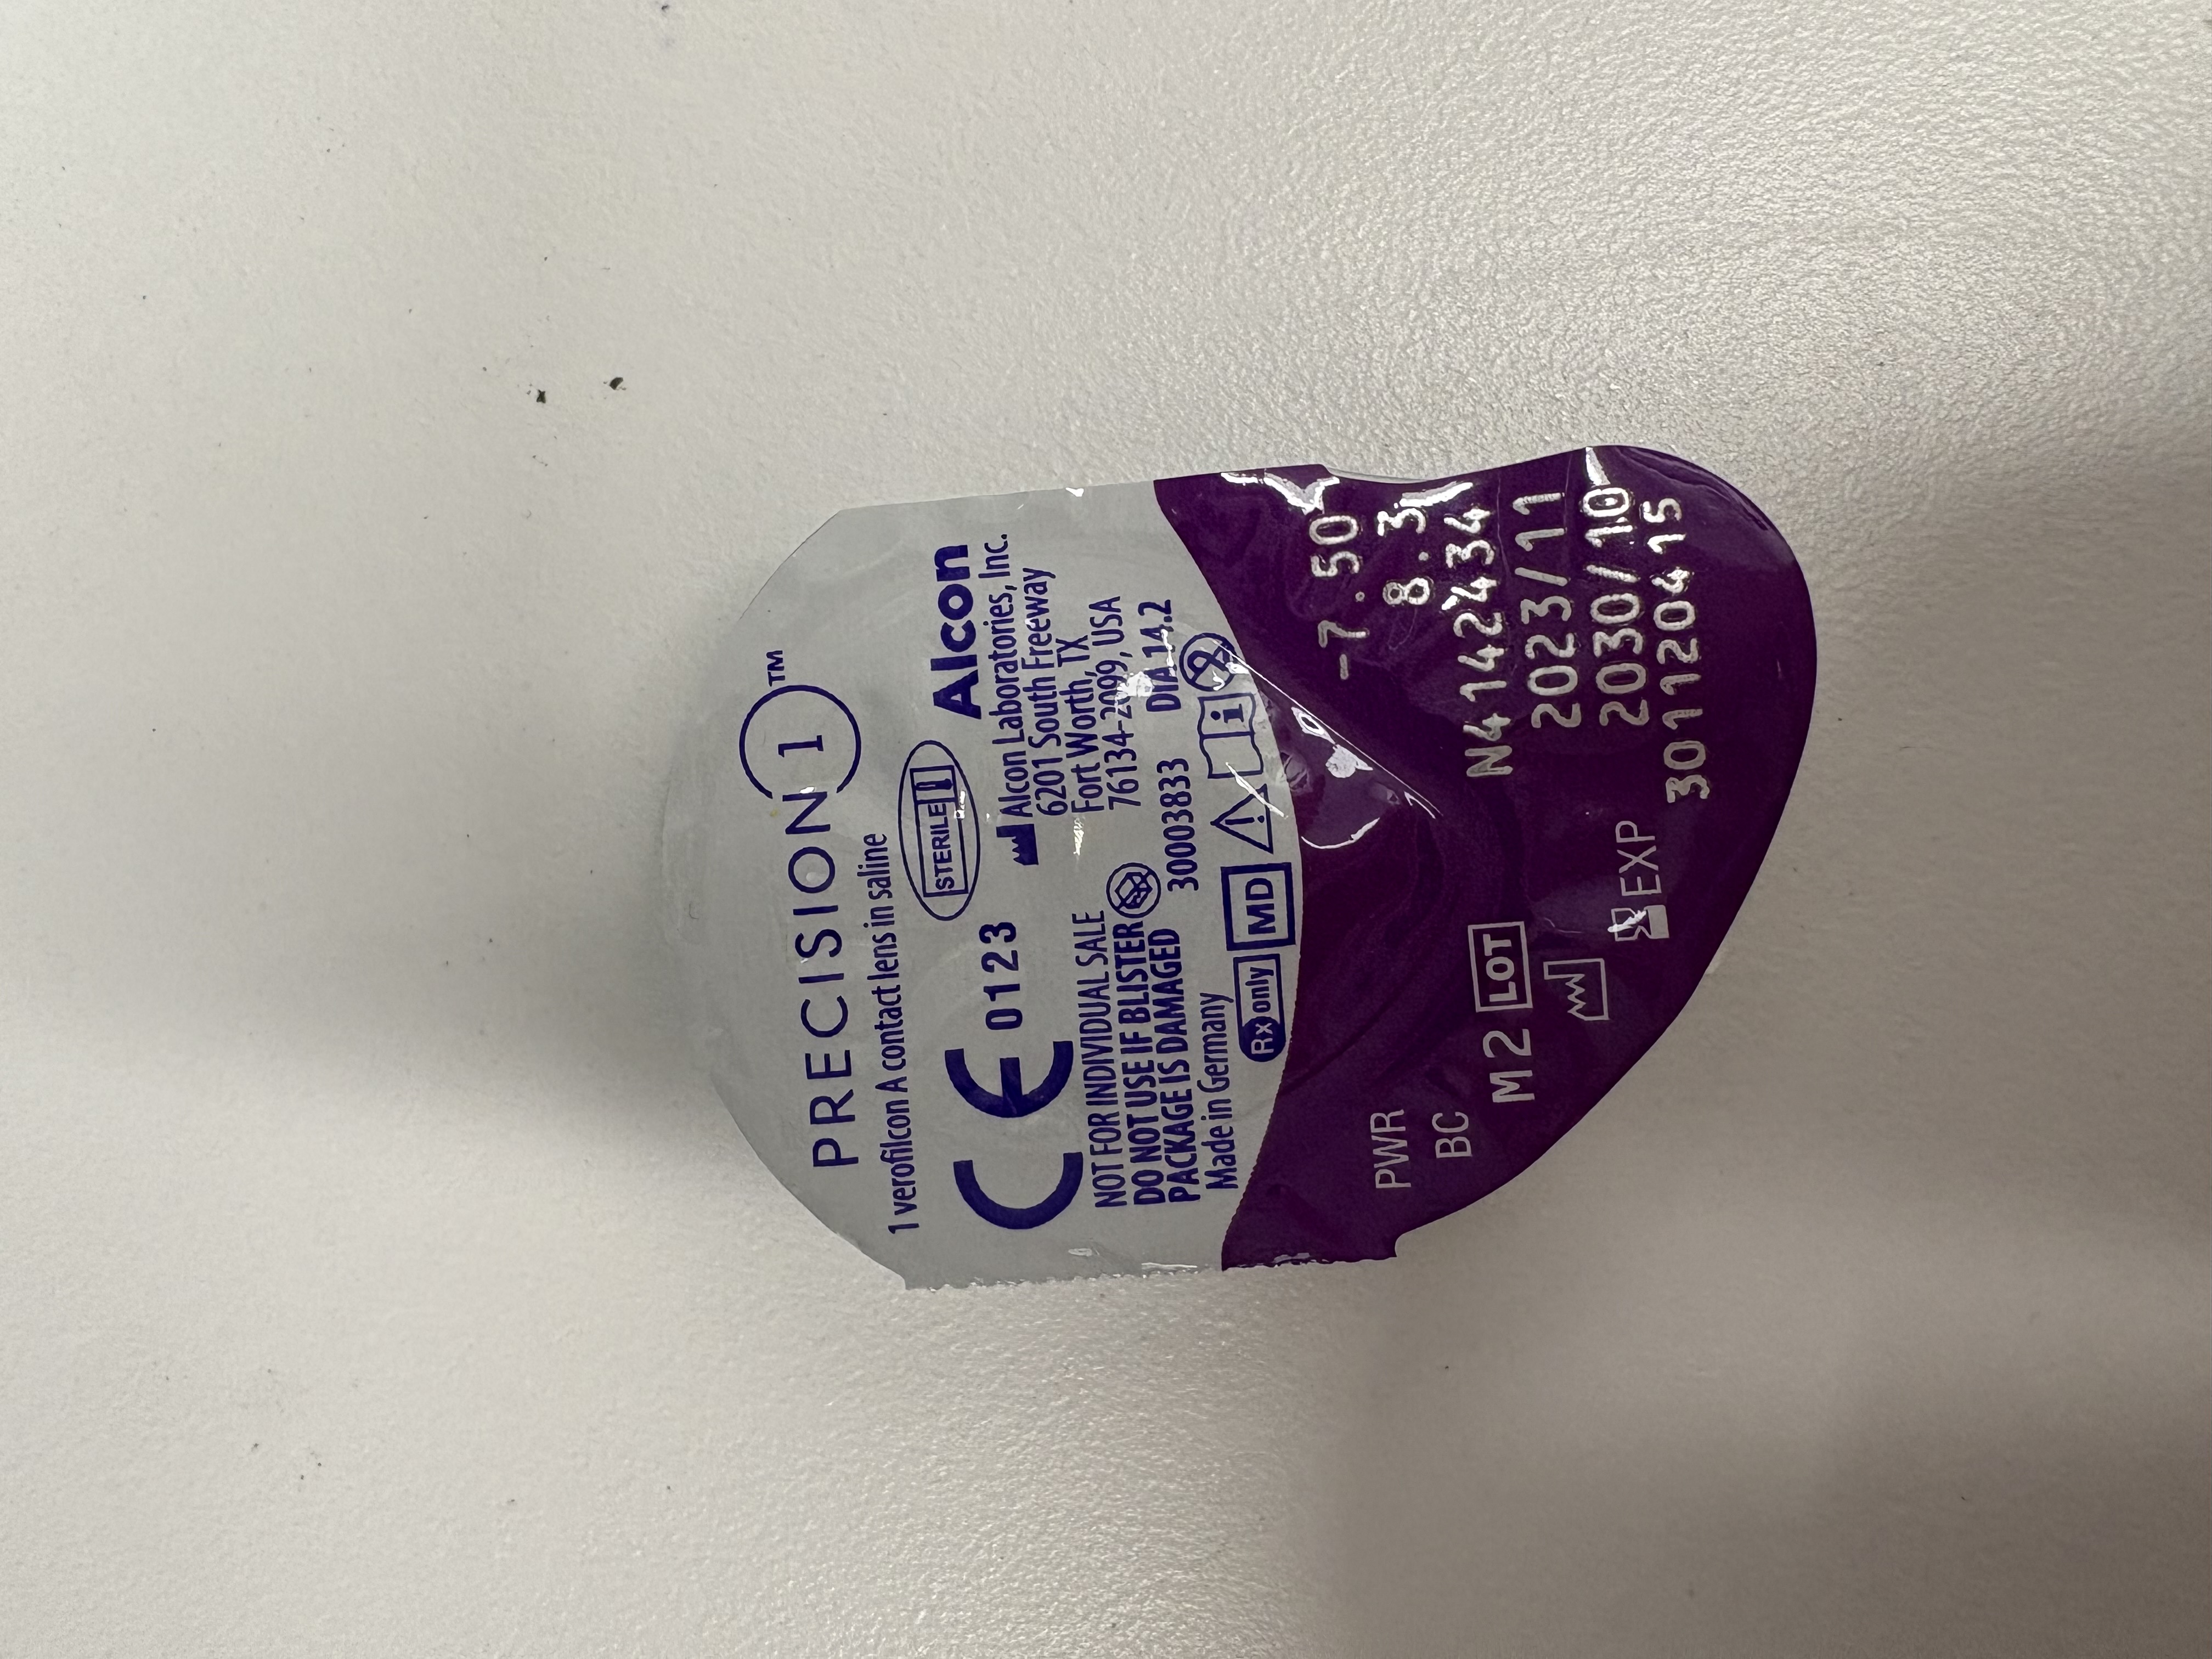 PRECISION 1™
1 verofilcon A contact lens in saline
STERILE
CE 0123
Alcon
Alcon Laboratories, Inc.
6201 South Freeway
Fort Worth, TX
76134-2099, USA
NOT FOR INDIVIDUAL SALE
DO NOT USE IF BLISTER
PACKAGE IS DAMAGED
30003833 DIA 14.2
Made in Germany
Rx only MD
PWR -7.50
BC 8.3
M2 LOT N4142434
2023/11
EXP 2030/10
301120415